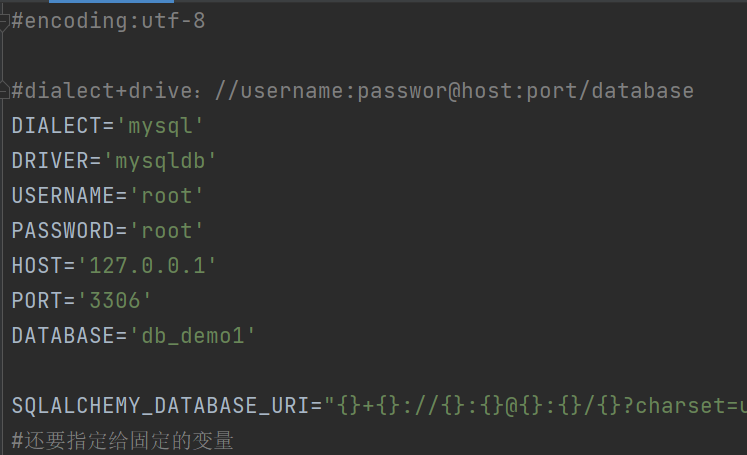 #encoding:utf-8
#dialect+drive：//username:passwor@host:port/database
DIALECT='mysql'
DRIVER='mysqldb'
USERNAME='root'
PASSWORD='root'
HOST='127.0.0.1'
PORT='3306'
DATABASE='db_demo1'
SQLALCHEMY_DATABASE_URI="{}+{}://{}:{}@{}:{}/{}?charset=u
#还要指定给固定的变量